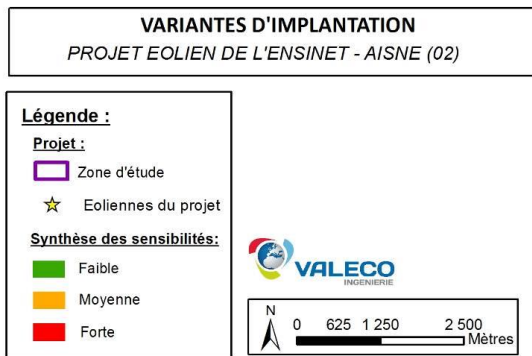 VARIANTES D'IMPLANTATION
PROJET EOLIEN DE L'ENSINET - AISNE (02)
Légende :
Projet :
Zone d'étude
Eoliennes du projet
Synthèse des sensibilités:
Faible
Moyenne
Forte
VALECO
INGENIERIE
N
0 625 1 250 2 500
Mètres